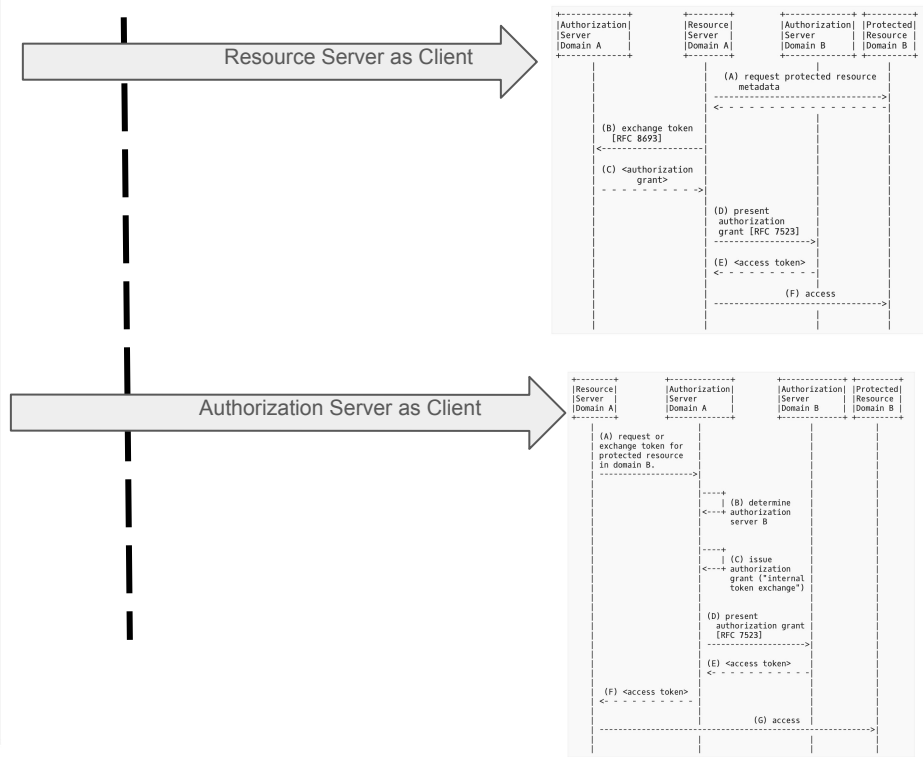 Resource Server as Client
|Authorization| |Resource| |Authorization| |Protected|
|Server | |Server | |Server | |Resource |
|Domain A | |Domain A| |Domain B | |Domain B |
(A) request protected resource
metadata
(B) exchange token
[RFC 8693]
(C) <authorization
grant>
(D) present
authorization
grant [RFC 7523]
(E) <access token>
(F) access
Authorization Server as Client
|Resource| |Authorization| |Authorization| |Protected|
|Server | |Server | |Server | |Resource |
|Domain A| |Domain A | |Domain B | |Domain B |
(A) request or
exchange token for
protected resource
in domain B.
(B) determine
authorization
server B
(C) issue
authorization
grant ("internal
token exchange")
(D) present
authorization grant
[RFC 7523]
(E) <access token>
(F) <access token>
(G) access